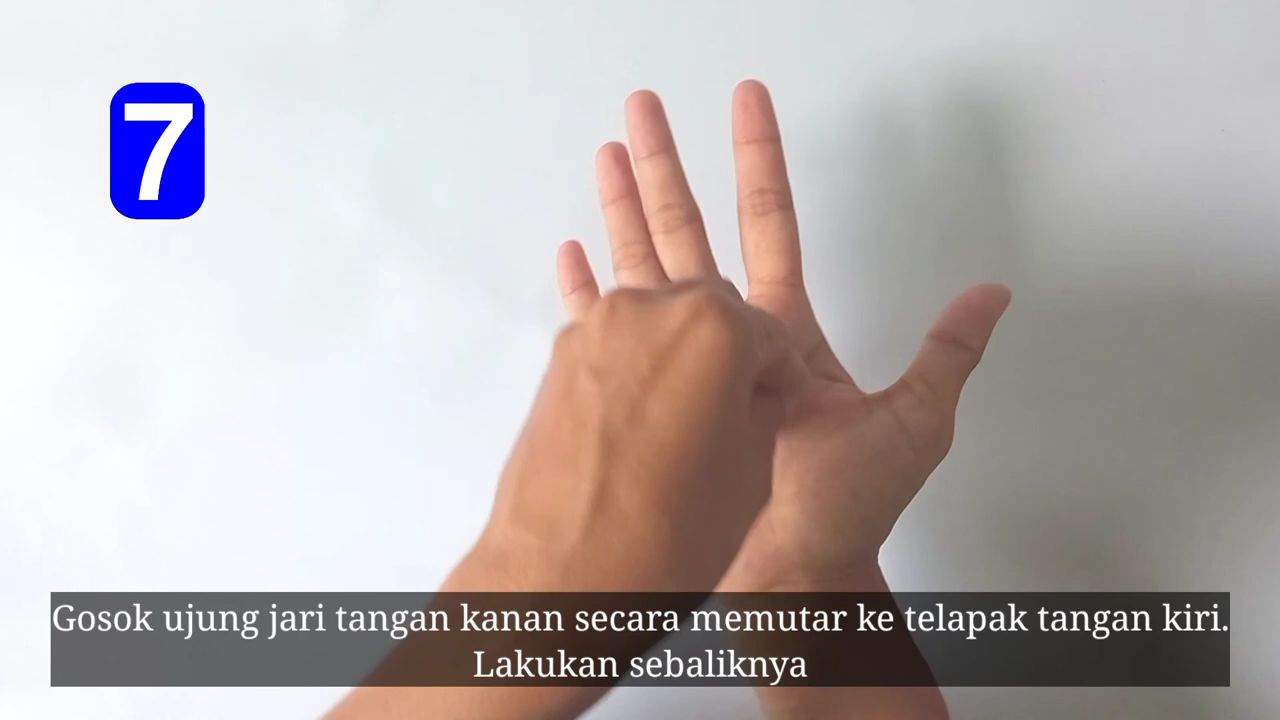 7
Gosok ujung jari tangan kanan secara memutar ke telapak tangan kiri.
Lakukan sebaliknya